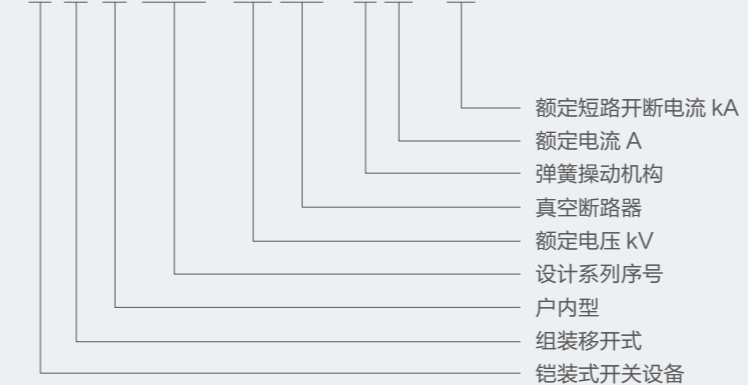 额定短路开断电流 kA
额定电流 A
弹簧操动机构
真空断路器
额定电压 kV
设计系列序号
户内型
组装移开式
铠装式开关设备